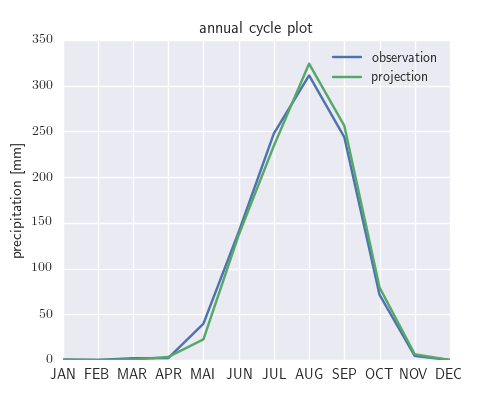 annual cycle plot
observation
projection
precipitation [mm]
350
300
250
200
150
100
50
0
JAN FEB MAR APR MAI JUN JUL AUG SEP OCT NOV DEC